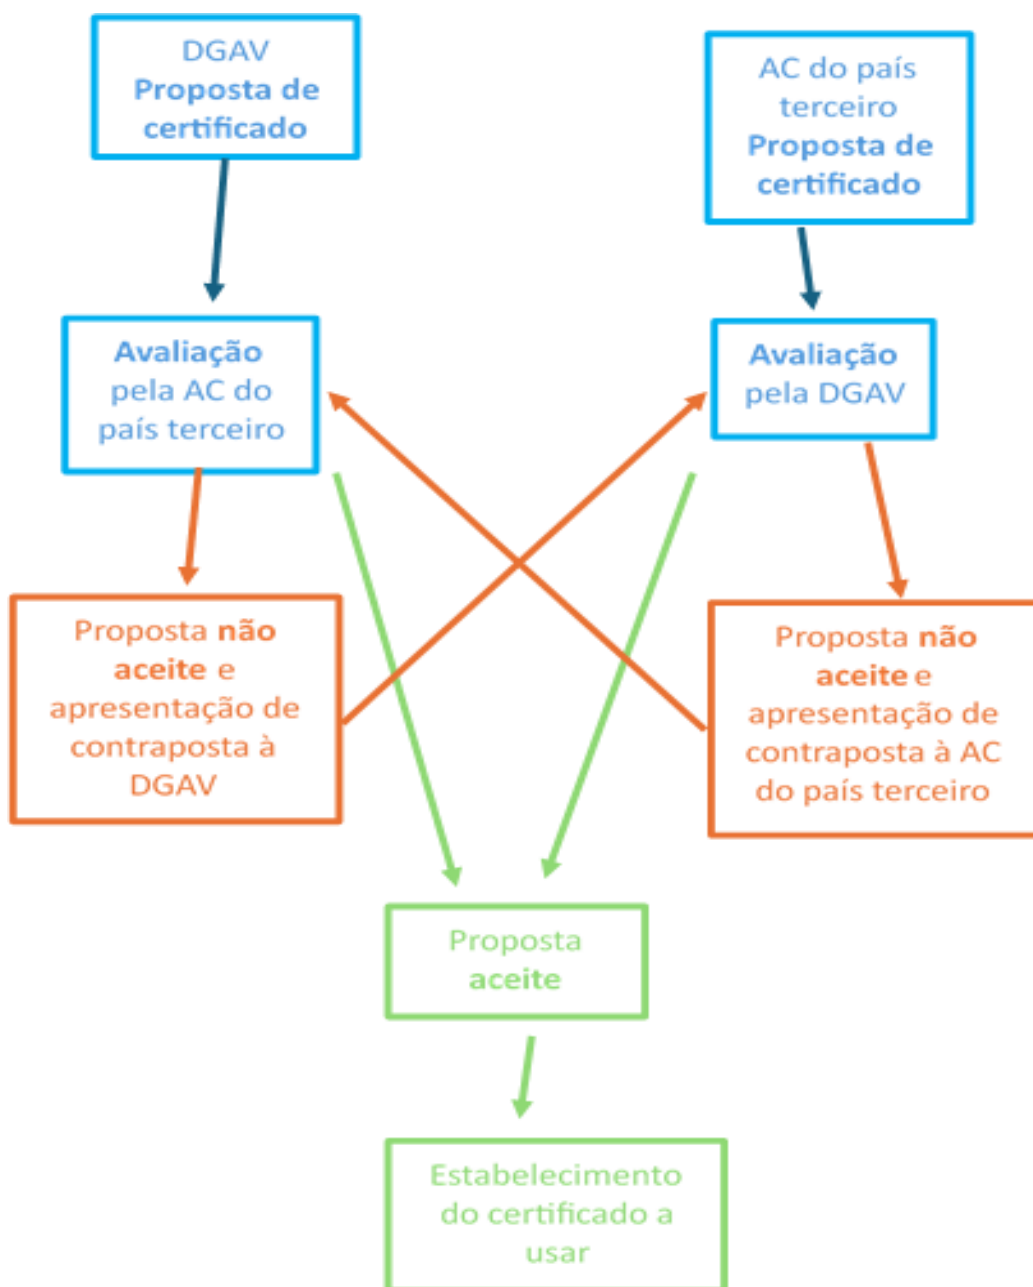 DGAV
Proposta de
certificado
AC do país
terceiro
Proposta de
certificado
Avaliação
pela AC do
país terceiro
Avaliação
pela DGAV
Proposta não
aceite e
apresentação de
contraposta à
DGAV
Proposta não
aceite e
apresentação de
contraposta à AC
do país terceiro
Proposta
aceite
Estabelecimento
do certificado a
usar